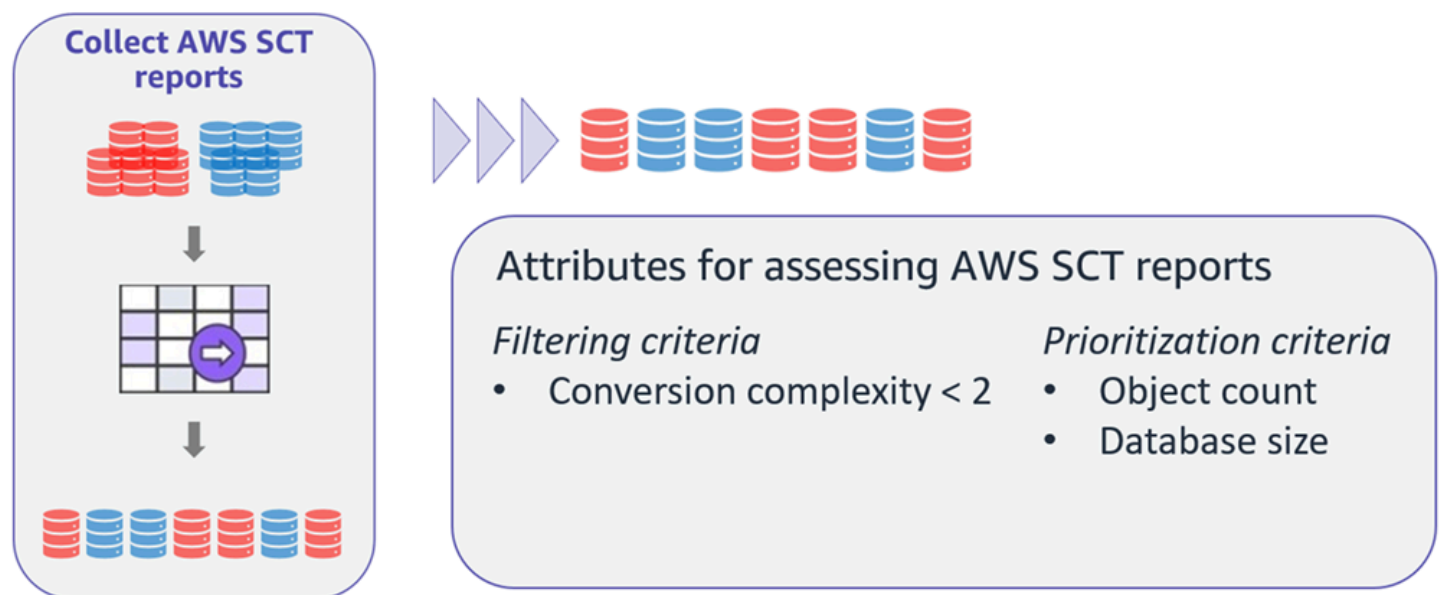 Collect AWS SCT
reports
Attributes for assessing AWS SCT reports
Filtering criteria
• Conversion complexity < 2
Prioritization criteria
• Object count
• Database size